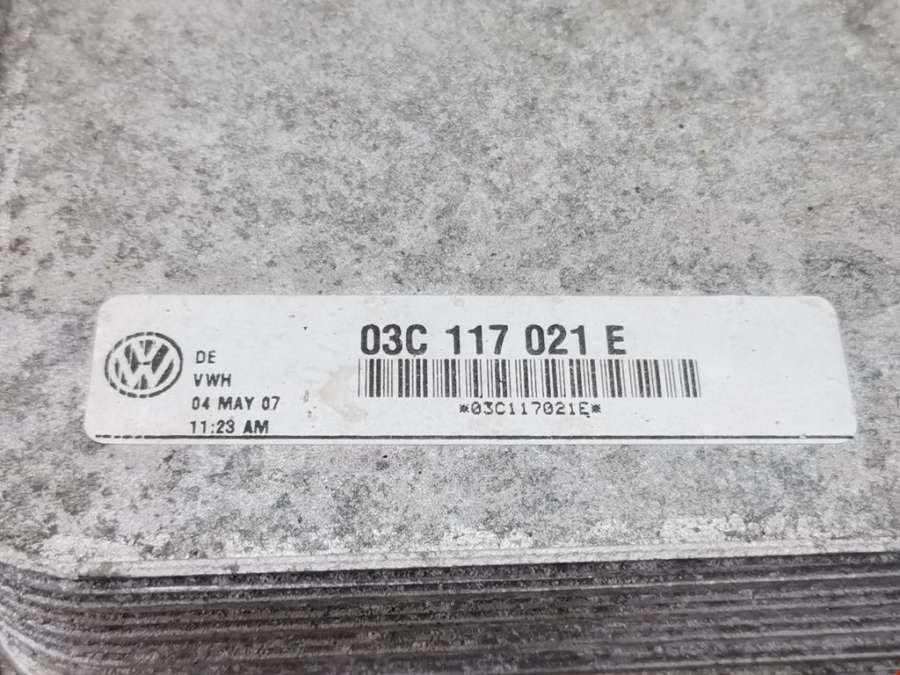 03C 117 021 E
DE
VWH
04 MAY 07
11:23 AM
*03C117021E*